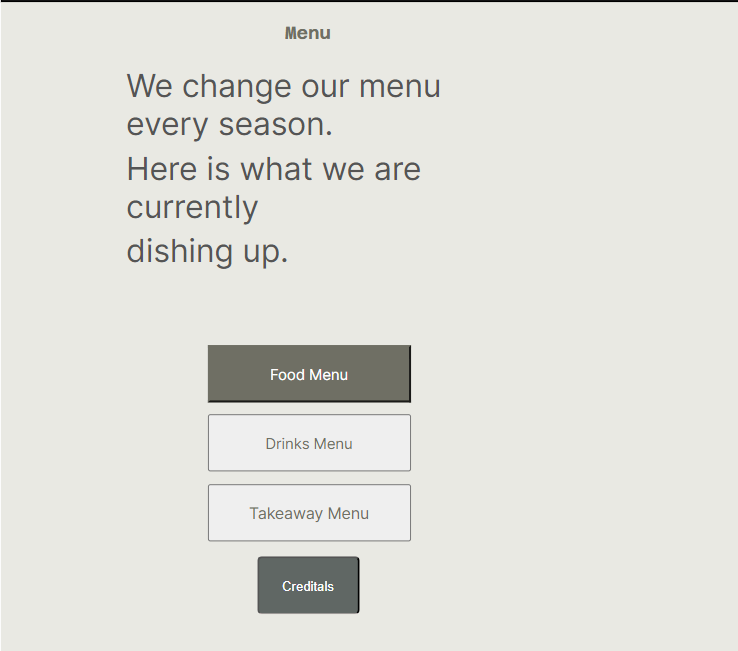 Menu
We change our menu
every season.
Here is what we are
currently
dishing up.
Food Menu
Drinks Menu
Takeaway Menu
Creditals